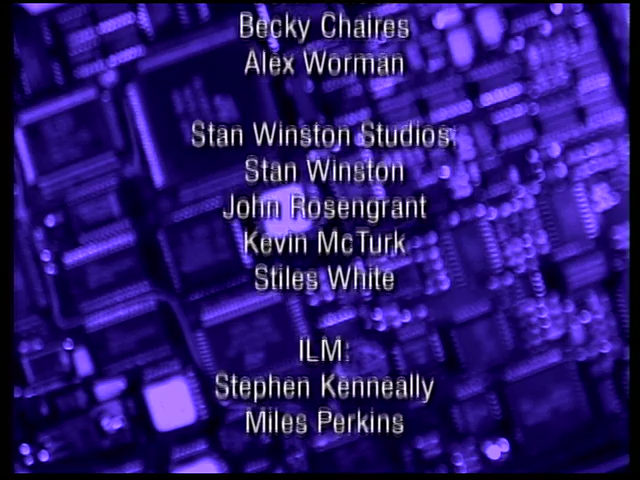 Becky Chaires
Alex Worman
Stan Winston Studios:
Stan Winston
John Rosengrant
Kevin McTurk
Stiles White
ILM:
Stephen Kenneally
Miles Perkins